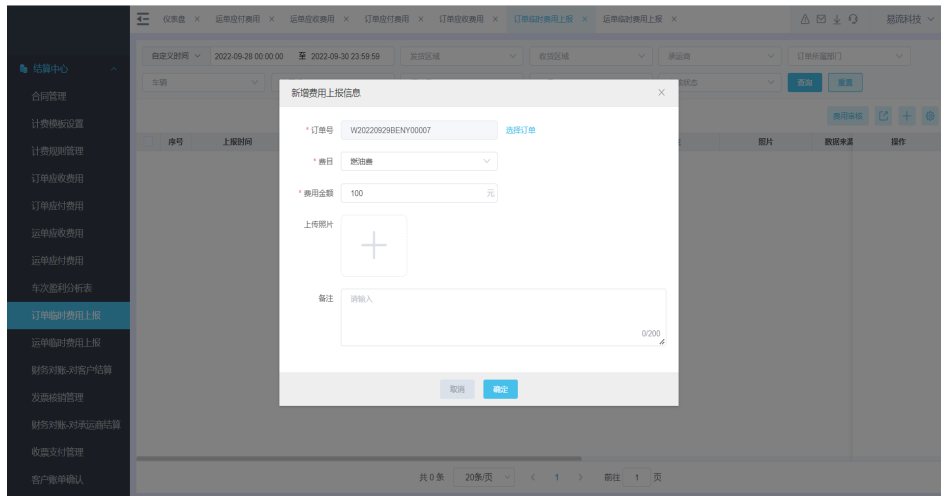 仪表盘 × 运单应付费用 × 运单应收费用 × 订单应付费用 × 订单应收费用 × 订单临时费用上报 × 运单临时费用上报 × 易流科技
自定义时间 2022-09-28 00:00:00 至 2022-09-30 23:59:59 发货区域 收货区域 承运商 订单所属部门
结算中心
车辆 状态 查询 重置
新增费用上报信息 ×
合同管理
费用审核
计费模板设置
* 订单号 W20220929BENY00007 选择订单
序号 上报时间 照片 数据来源 操作
计费规则管理
* 费目 燃油费
订单应收费用
* 费用金额 100 元
订单应付费用
上传照片
运单应收费用
运单应付费用
车次盈利分析表
备注 请输入
订单临时费用上报
0/200
运单临时费用上报
财务对账-对客户结算
取消 确定
发票核销管理
财务对账-对承运商结算
收票支付管理
共 0 条 20条/页 < 1 > 前往 1 页
客户账单确认